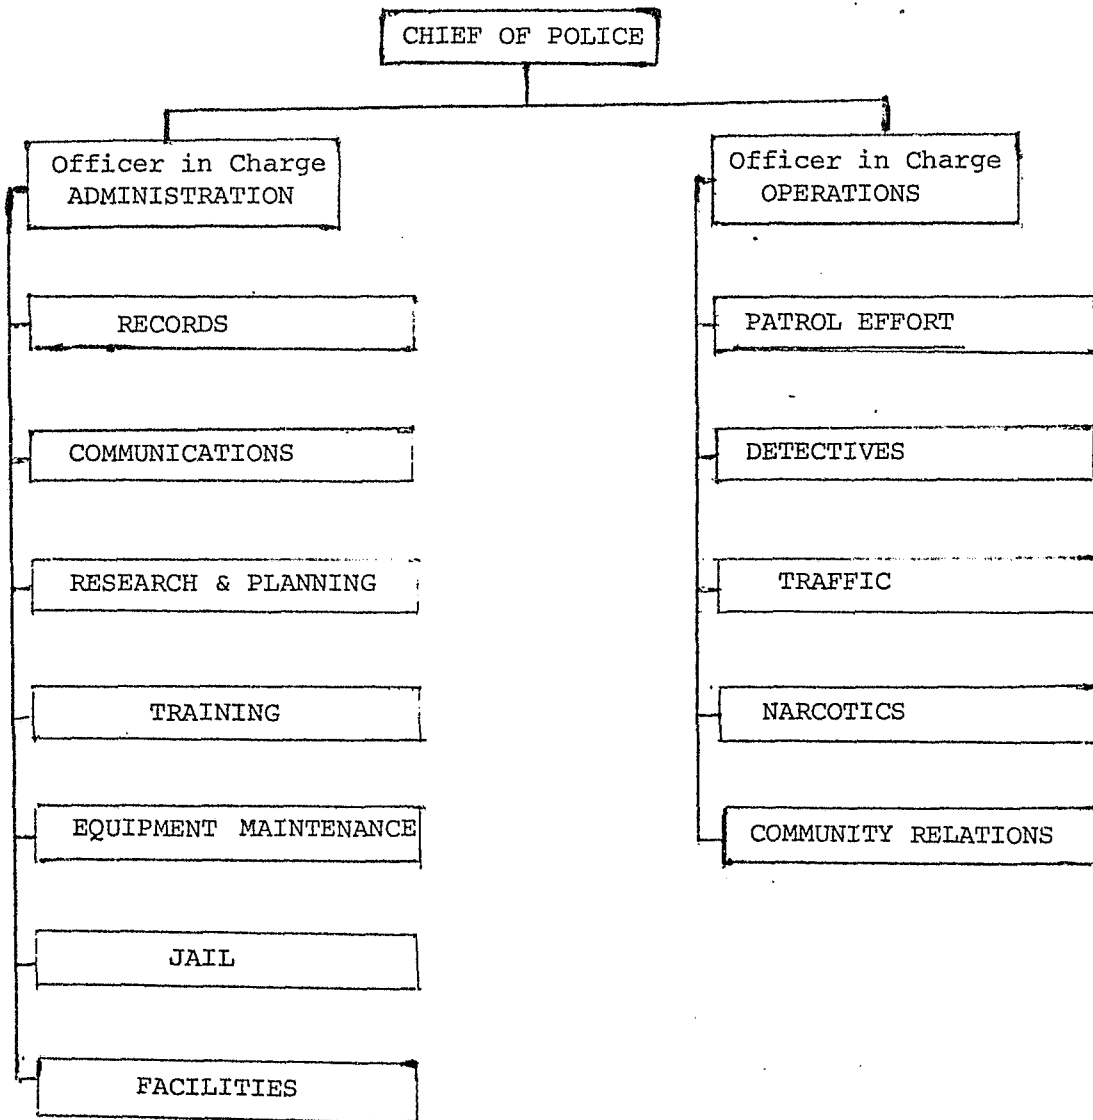 CHIEF OF POLICE
Officer in Charge
ADMINISTRATION
RECORDS
COMMUNICATIONS
RESEARCH & PLANNING
TRAINING
EQUIPMENT MAINTENANCE
JAIL
FACILITIES
Officer in Charge
OPERATIONS
PATROL EFFORT
DETECTIVES
TRAFFIC
NARCOTICS
COMMUNITY RELATIONS